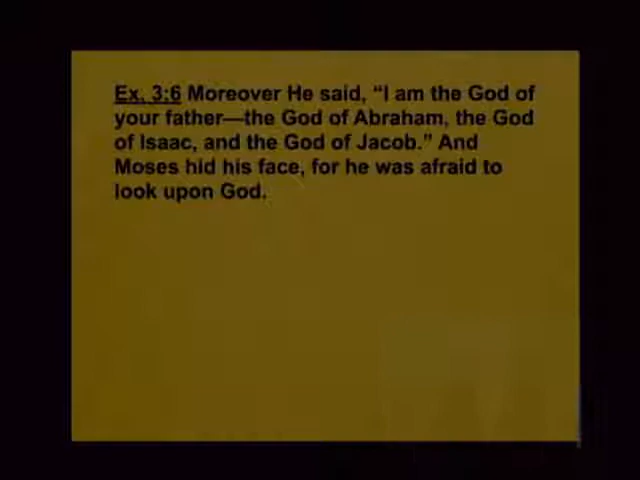 Ex. 3:6 Moreover He said, “I am the God of
your father—the God of Abraham, the God
of Isaac, and the God of Jacob.” And
Moses hid his face, for he was afraid to
look upon God.